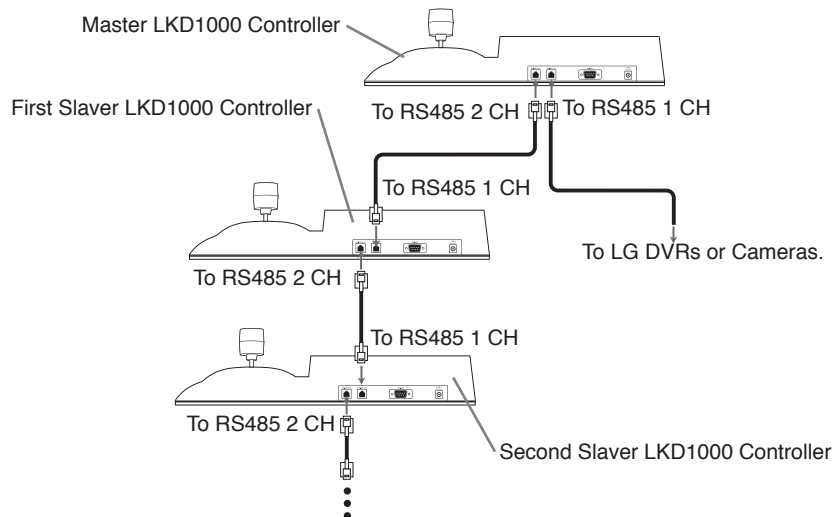 Master LKD1000 Controller
To RS485 2 CH
To RS485 1 CH
First Slaver LKD1000 Controller
To RS485 1 CH
To LG DVRs or Cameras.
To RS485 2 CH
To RS485 1 CH
To RS485 2 CH
Second Slaver LKD1000 Controller